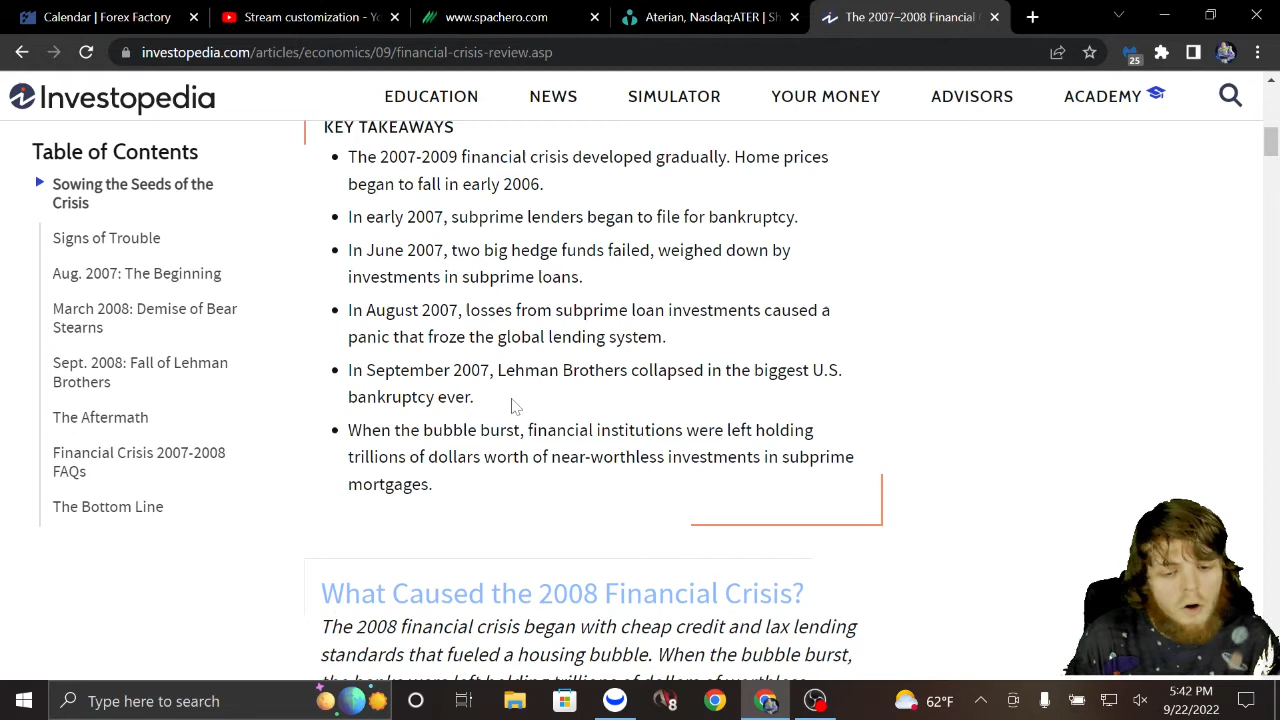 Calendar | Forex Factory
Stream customization - Yo
www.spachero.com
Aterian, Nasdaq:ATER | Sh
The 2007–2008 Financial
investopedia.com/articles/economics/09/financial-crisis-review.asp
25
Investopedia
EDUCATION NEWS SIMULATOR YOUR MONEY ADVISORS ACADEMY
Table of Contents
Sowing the Seeds of the
Crisis
Signs of Trouble
Aug. 2007: The Beginning
March 2008: Demise of Bear
Stearns
Sept. 2008: Fall of Lehman
Brothers
The Aftermath
Financial Crisis 2007-2008
FAQs
The Bottom Line
KEY TAKEAWAYS
The 2007-2009 financial crisis developed gradually. Home prices
began to fall in early 2006.
In early 2007, subprime lenders began to file for bankruptcy.
In June 2007, two big hedge funds failed, weighed down by
investments in subprime loans.
In August 2007, losses from subprime loan investments caused a
panic that froze the global lending system.
In September 2007, Lehman Brothers collapsed in the biggest U.S.
bankruptcy ever.
When the bubble burst, financial institutions were left holding
trillions of dollars worth of near-worthless investments in subprime
mortgages.
What Caused the 2008 Financial Crisis?
The 2008 financial crisis began with cheap credit and lax lending
standards that fueled a housing bubble. When the bubble burst,
Type here to search
62°F
5:42 PM
9/22/2022